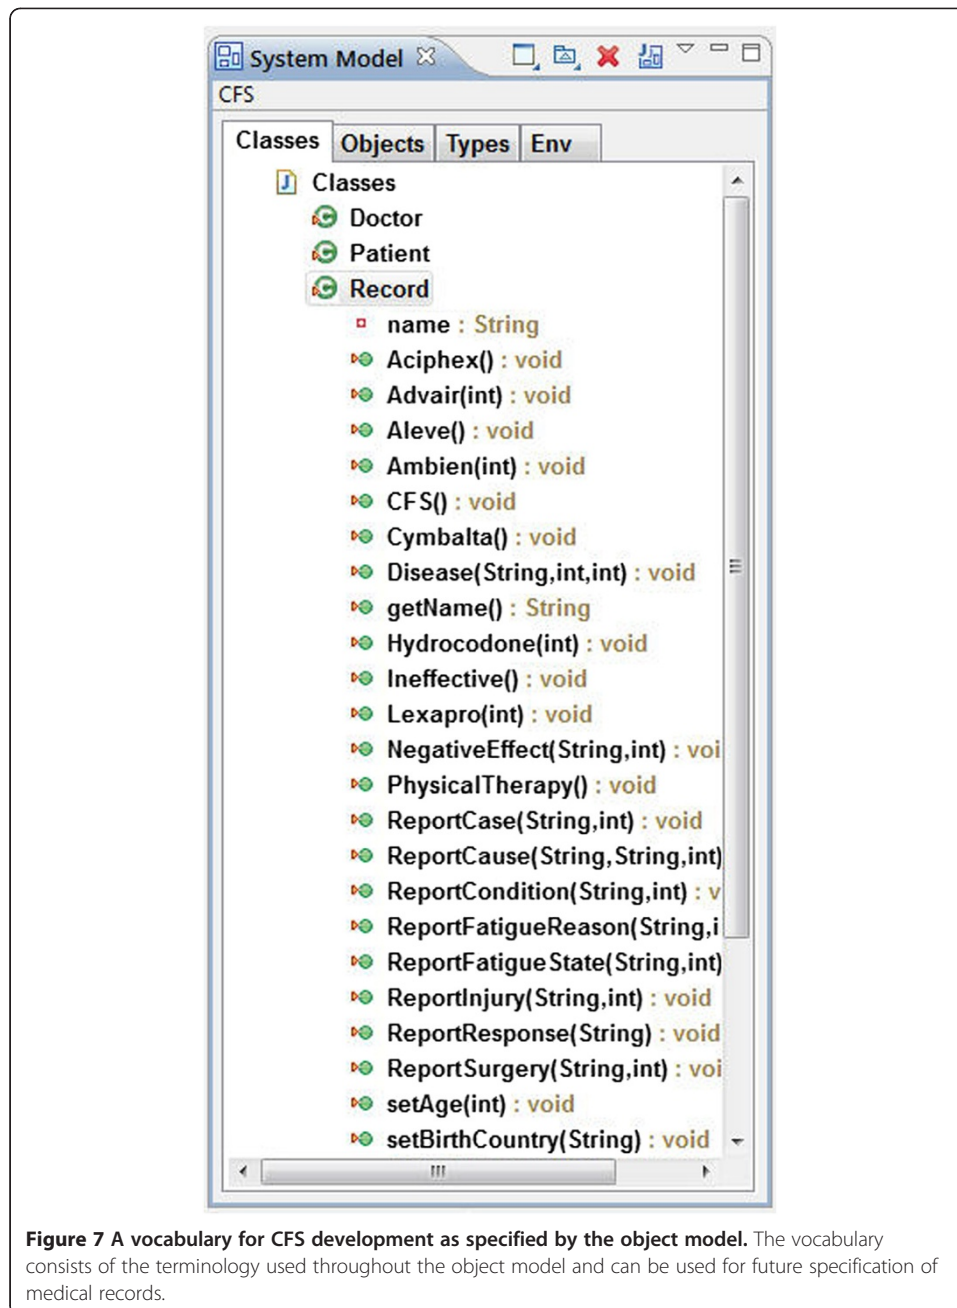 System Model
CFS
Classes Objects Types Env
Classes
Doctor
Patient
Record
name : String
Aciphex() : void
Advair(int) : void
Aleve() : void
Ambien(int) : void
CFS() : void
Cymbalta() : void
Disease(String,int,int) : void
getName() : String
Hydrocodone(int) : void
Ineffective() : void
Lexapro(int) : void
NegativeEffect(String,int) : voi
PhysicalTherapy() : void
ReportCase(String,int) : void
ReportCause(String,String,int)
ReportCondition(String,int) : v
ReportFatigueReason(String,i
ReportFatigueState(String,int)
ReportInjury(String,int) : void
ReportResponse(String) : void
ReportSurgery(String,int) : voi
setAge(int) : void
setBirthCountry(String) : void
Figure 7 A vocabulary for CFS development as specified by the object model. The vocabulary
consists of the terminology used throughout the object model and can be used for future specification of
medical records.